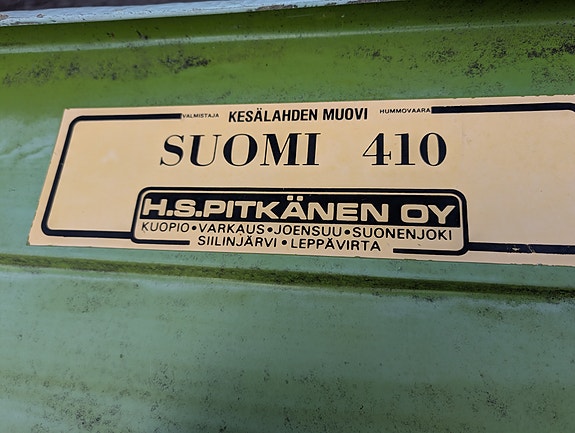 VALMISTAJA KESÄLAHDEN MUOVI HUMMOVAARA
SUOMI 410
H.S.PITKÄNEN OY
KUOPIO•VARKAUS•JOENSUU•SUONENJOKI
SIILINJÄRVI•LEPPÄVIRTA